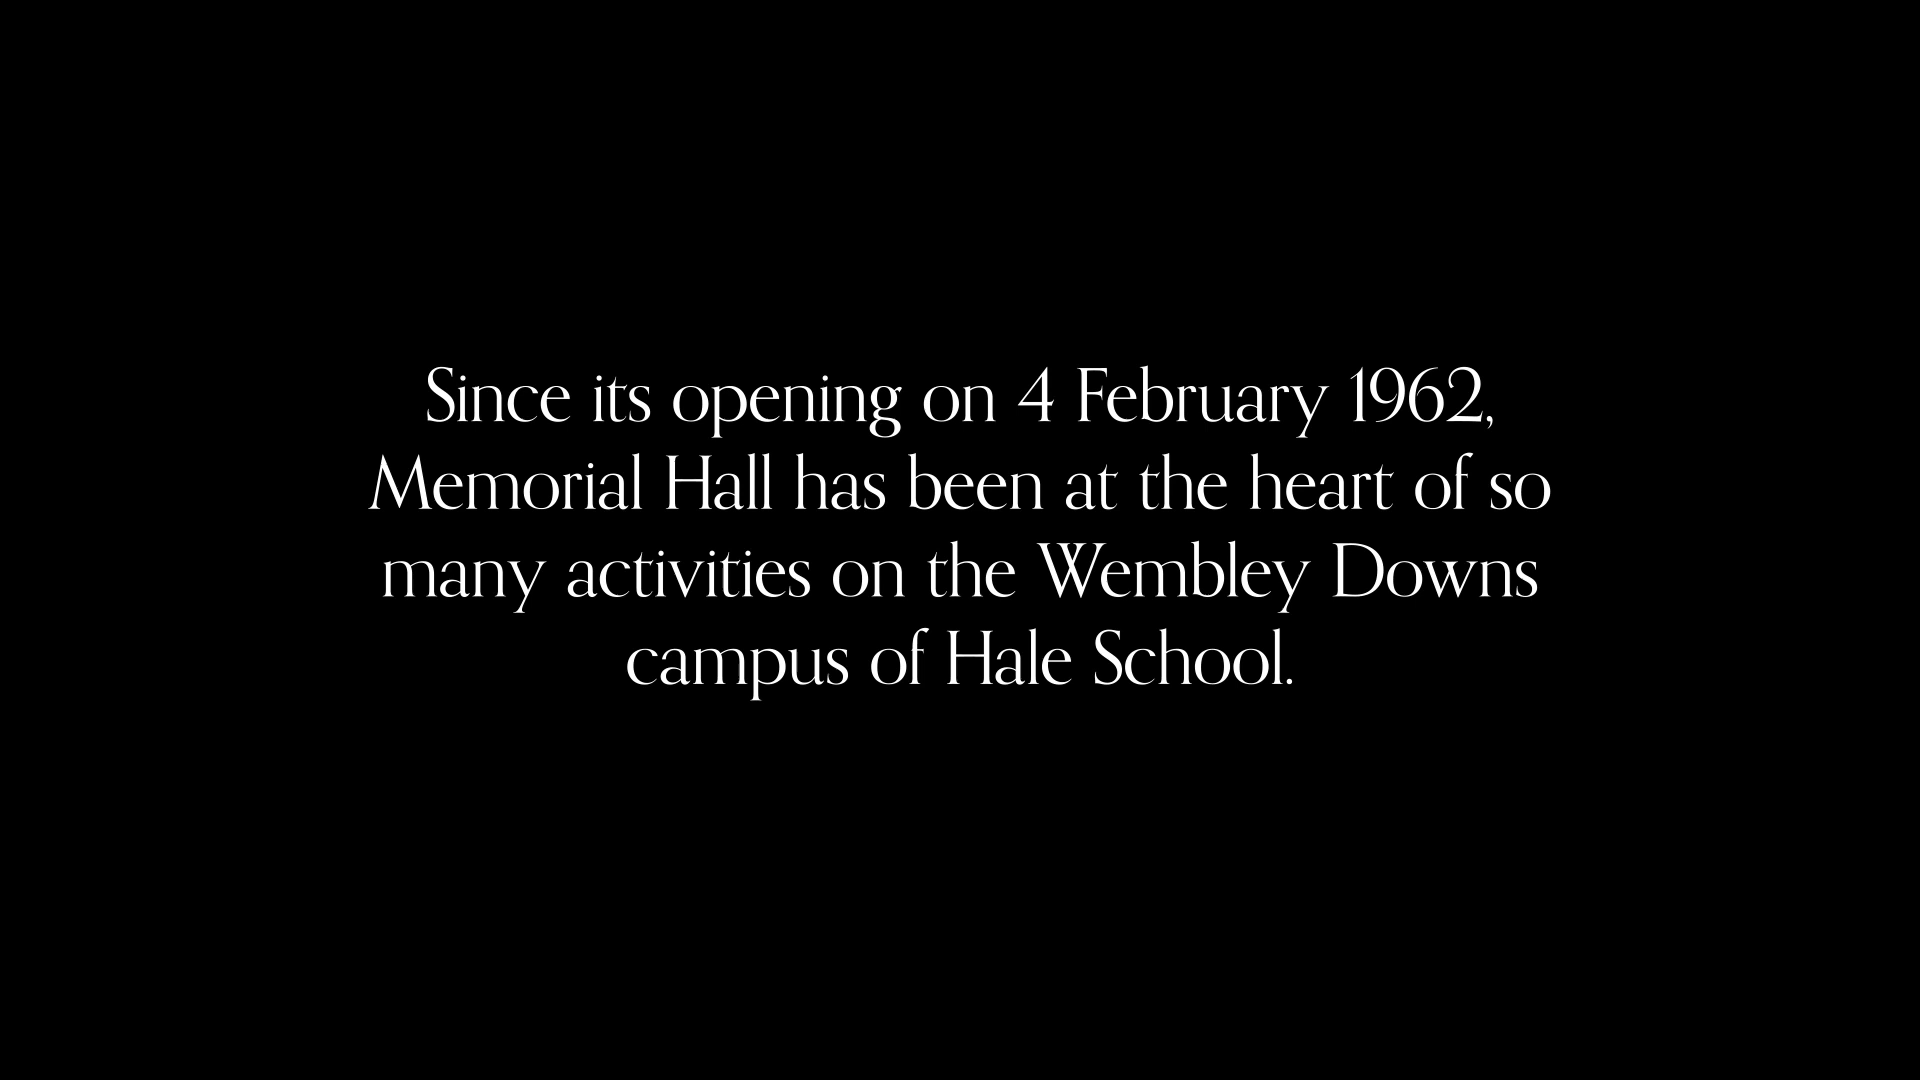 Since its opening on 4 February 1962,
Memorial Hall has been at the heart of so
many activities on the Wembley Downs
campus of Hale School.